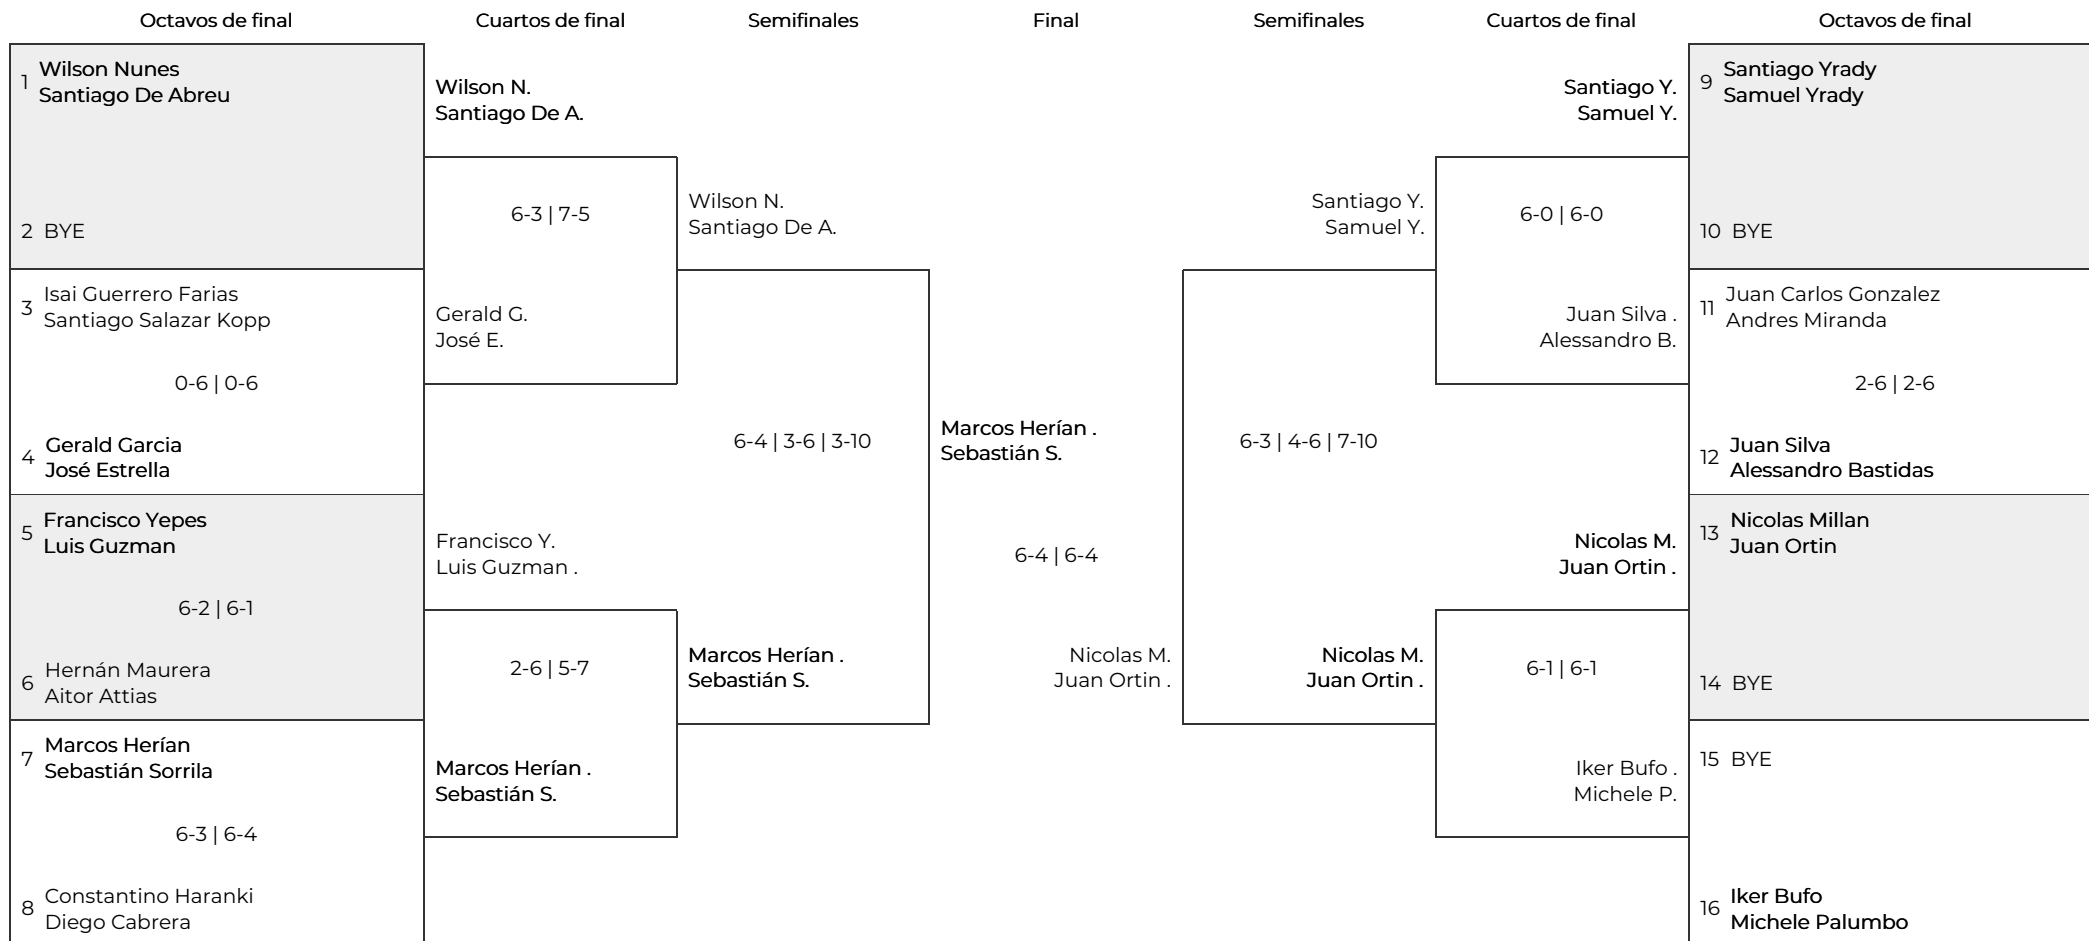 Octavos de final
Cuartos de final
Semifinales
Final
Semifinales
Cuartos de final
Octavos de final
1 Wilson Nunes
Santiago De Abreu
2 BYE
3 Isai Guerrero Farias
Santiago Salazar Kopp
0-6 | 0-6
4 Gerald Garcia
José Estrella
5 Francisco Yepes
Luis Guzman
6-2 | 6-1
6 Hernán Maurera
Aitor Attias
7 Marcos Herían
Sebastián Sorrila
6-3 | 6-4
8 Constantino Haranki
Diego Cabrera
Wilson N.
Santiago De A.
6-3 | 7-5
Gerald G.
José E.
Francisco Y.
Luis Guzman .
2-6 | 5-7
Marcos Herían .
Sebastián S.
Wilson N.
Santiago De A.
6-4 | 3-6 | 3-10
Marcos Herían .
Sebastián S.
Marcos Herían .
Sebastián S.
6-4 | 6-4
Nicolas M.
Juan Ortin .
Santiago Y.
Samuel Y.
6-3 | 4-6 | 7-10
Nicolas M.
Juan Ortin .
Santiago Y.
Samuel Y.
6-0 | 6-0
Juan Silva .
Alessandro B.
Nicolas M.
Juan Ortin .
6-1 | 6-1
Iker Bufo .
Michele P.
9 Santiago Yrady
Samuel Yrady
10 BYE
11 Juan Carlos Gonzalez
Andres Miranda
2-6 | 2-6
12 Juan Silva
Alessandro Bastidas
13 Nicolas Millan
Juan Ortin
14 BYE
15 BYE
16 Iker Bufo
Michele Palumbo